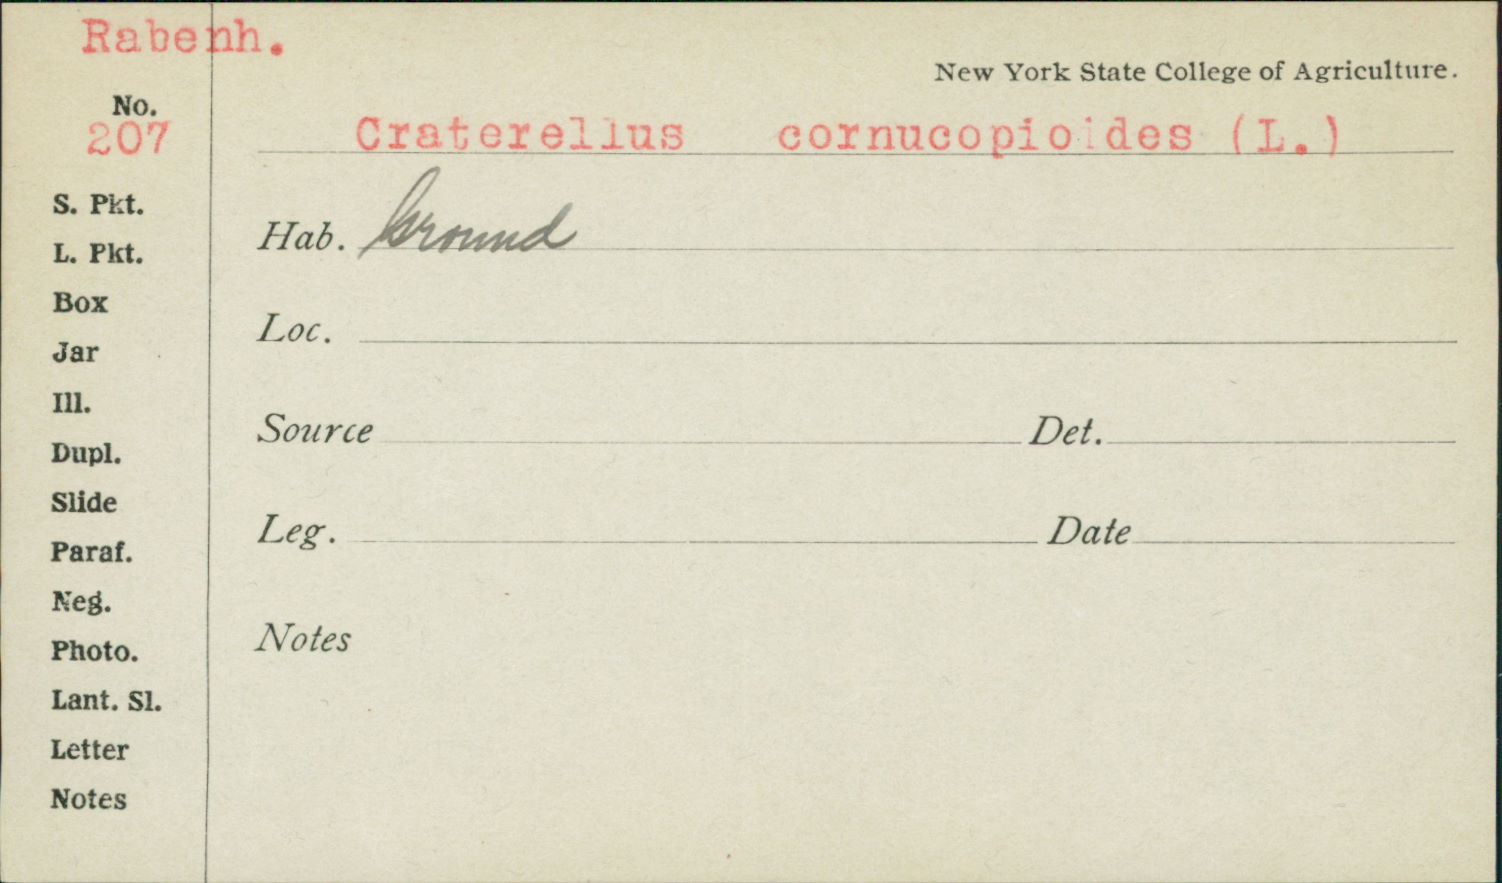 Rabenh.
New York State College of Agriculture.
No.
207
Craterellus cornucopioides (L.)
S. Pkt.
L. Pkt.
Box
Jar
Ill.
Dupl.
Slide
Paraf.
Neg.
Photo.
Lant. Sl.
Letter
Notes
Hab. Ground
Loc.
Source Det.
Leg. Date
Notes